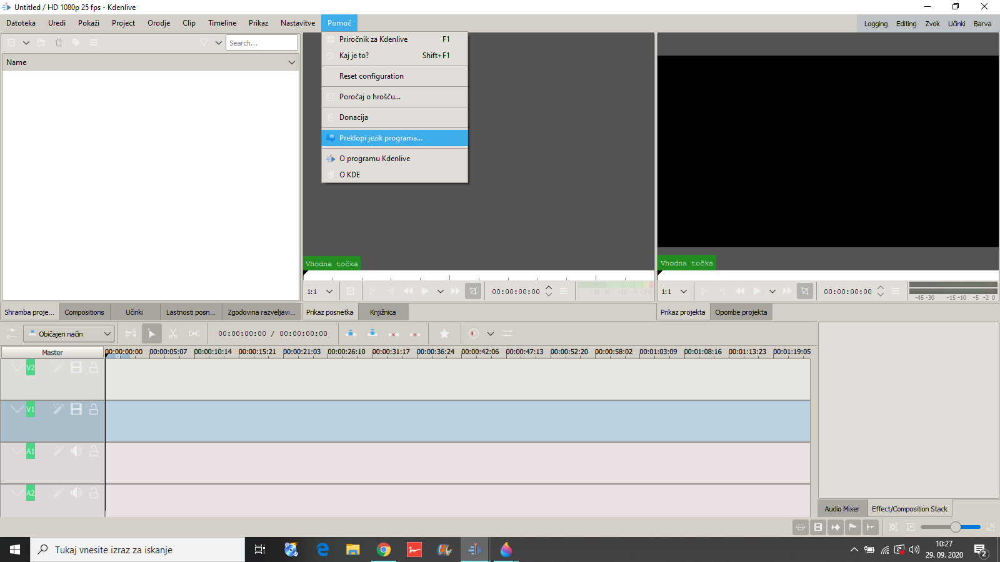 Untitled / HD 1080p 25 fps - Kdenlive
Datoteka Uredi Pokaži Project Orodje Clip Timeline Prikaz Nastavitve Pomoč
Logging Editing Zvok Učinki Barva
Search...
Name
Priročnik za Kdenlive F1
Kaj je to? Shift+F1
Reset configuration
Poročaj o hrošču...
Donacija
Preklopi jezik programa...
O programu Kdenlive
O KDE
Vhodna točka
Vhodna točka
1:1 00:00:00:00 -30 -20 -10 -5 -2 0
1:1 00:00:00:00 -45 -30 -15 -10 -5 -2 0
Shramba proje... Compositions Učinki Lastnosti posn... Zgodovina razveljavi... Prikaz posnetka Knjižnica
Prikaz projekta Opombe projekta
Običajen način 00:00:00:00 / 00:00:00:00
Master 00:00:00:00 00:00:05:07 00:00:10:14 00:00:15:21 00:00:21:03 00:00:26:10 00:00:31:17 00:00:36:24 00:00:42:06 00:00:47:13 00:00:52:20 00:00:58:02 00:01:03:09 00:01:08:16 00:01:13:23 00:01:19:05
V2
V1
A1
A2
Audio Mixer Effect/Composition Stack
Tukaj vnesite izraz za iskanje
10:27
29. 09. 2020
2